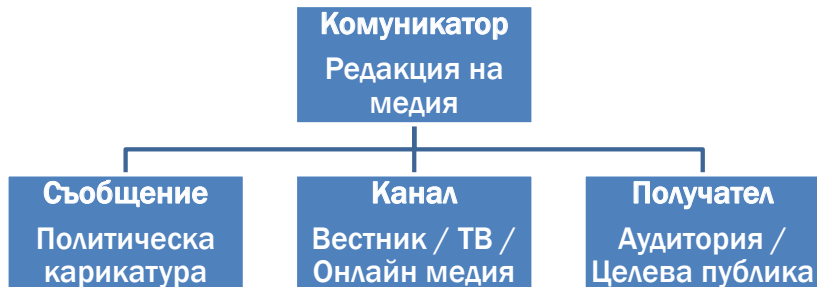 Комуникатор
Редакция на
медия
Съобщение
Политическа
карикатура
Канал
Вестник / ТВ /
Онлайн медия
Получател
Аудитория /
Целева публика